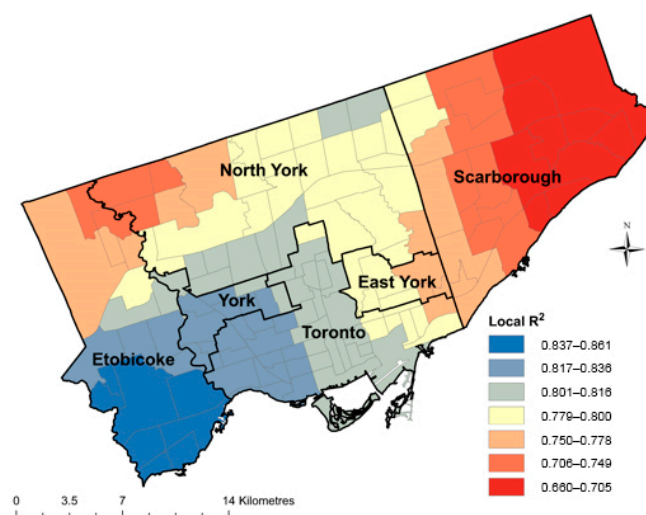 North York
Scarborough
N
East York
York
Toronto
Etobicoke
Local R²
0.837–0.861
0.817–0.836
0.801–0.816
0.779–0.800
0.750–0.778
0.706–0.749
0.660–0.705
0 3.5 7 14 Kilometres